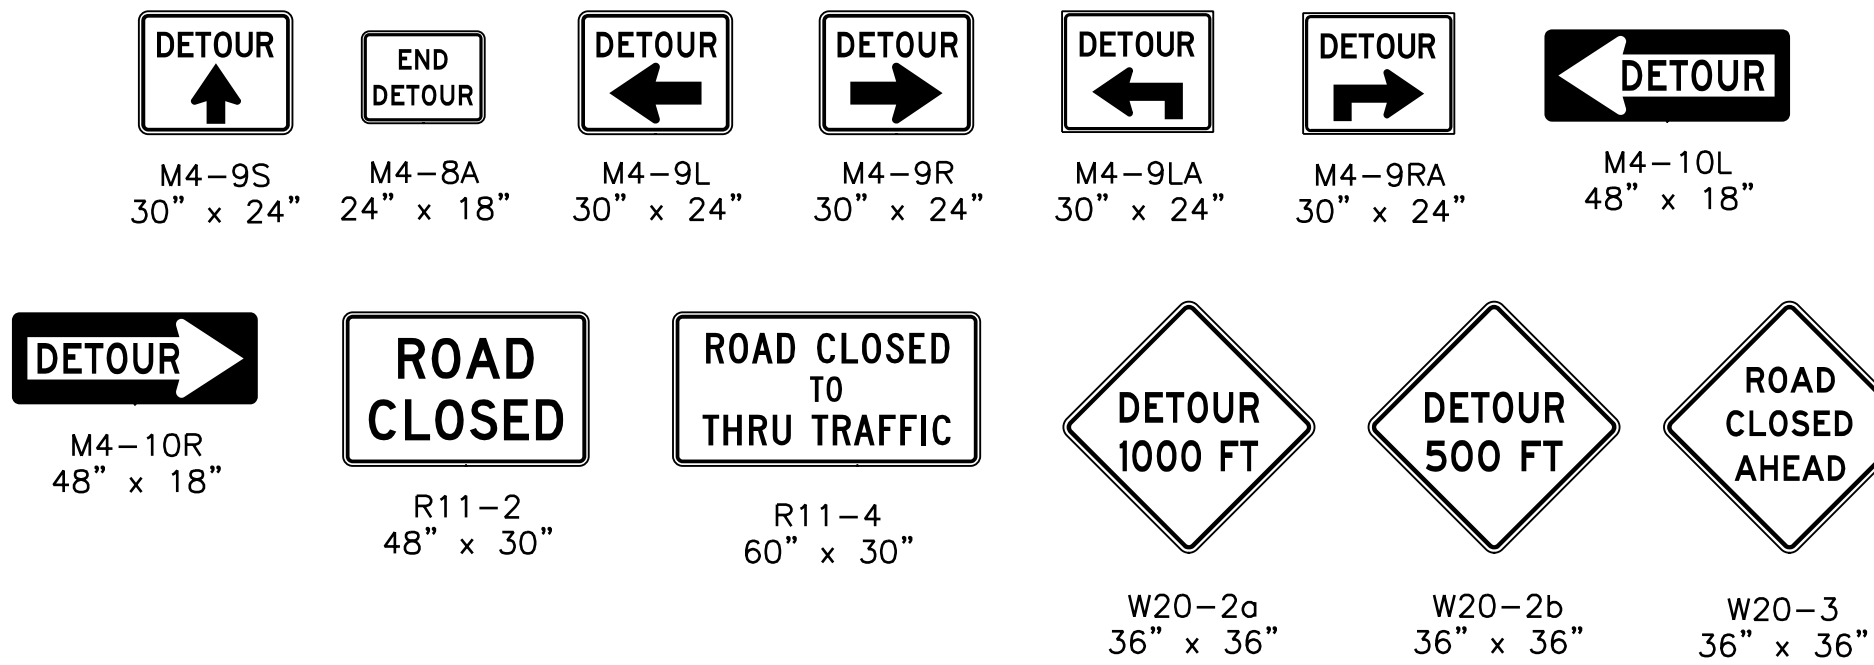 DETOUR
M4-9S
30" x 24"
END
DETOUR
M4-8A
24" x 18"
DETOUR
M4-9L
30" x 24"
DETOUR
M4-9R
30" x 24"
DETOUR
M4-9LA
30" x 24"
DETOUR
M4-9RA
30" x 24"
DETOUR
M4-10L
48" x 18"
DETOUR
M4-10R
48" x 18"
ROAD
CLOSED
R11-2
48" x 30"
ROAD CLOSED
TO
THRU TRAFFIC
R11-4
60" x 30"
DETOUR
1000 FT
W20-2a
36" x 36"
DETOUR
500 FT
W20-2b
36" x 36"
ROAD
CLOSED
AHEAD
W20-3
36" x 36"